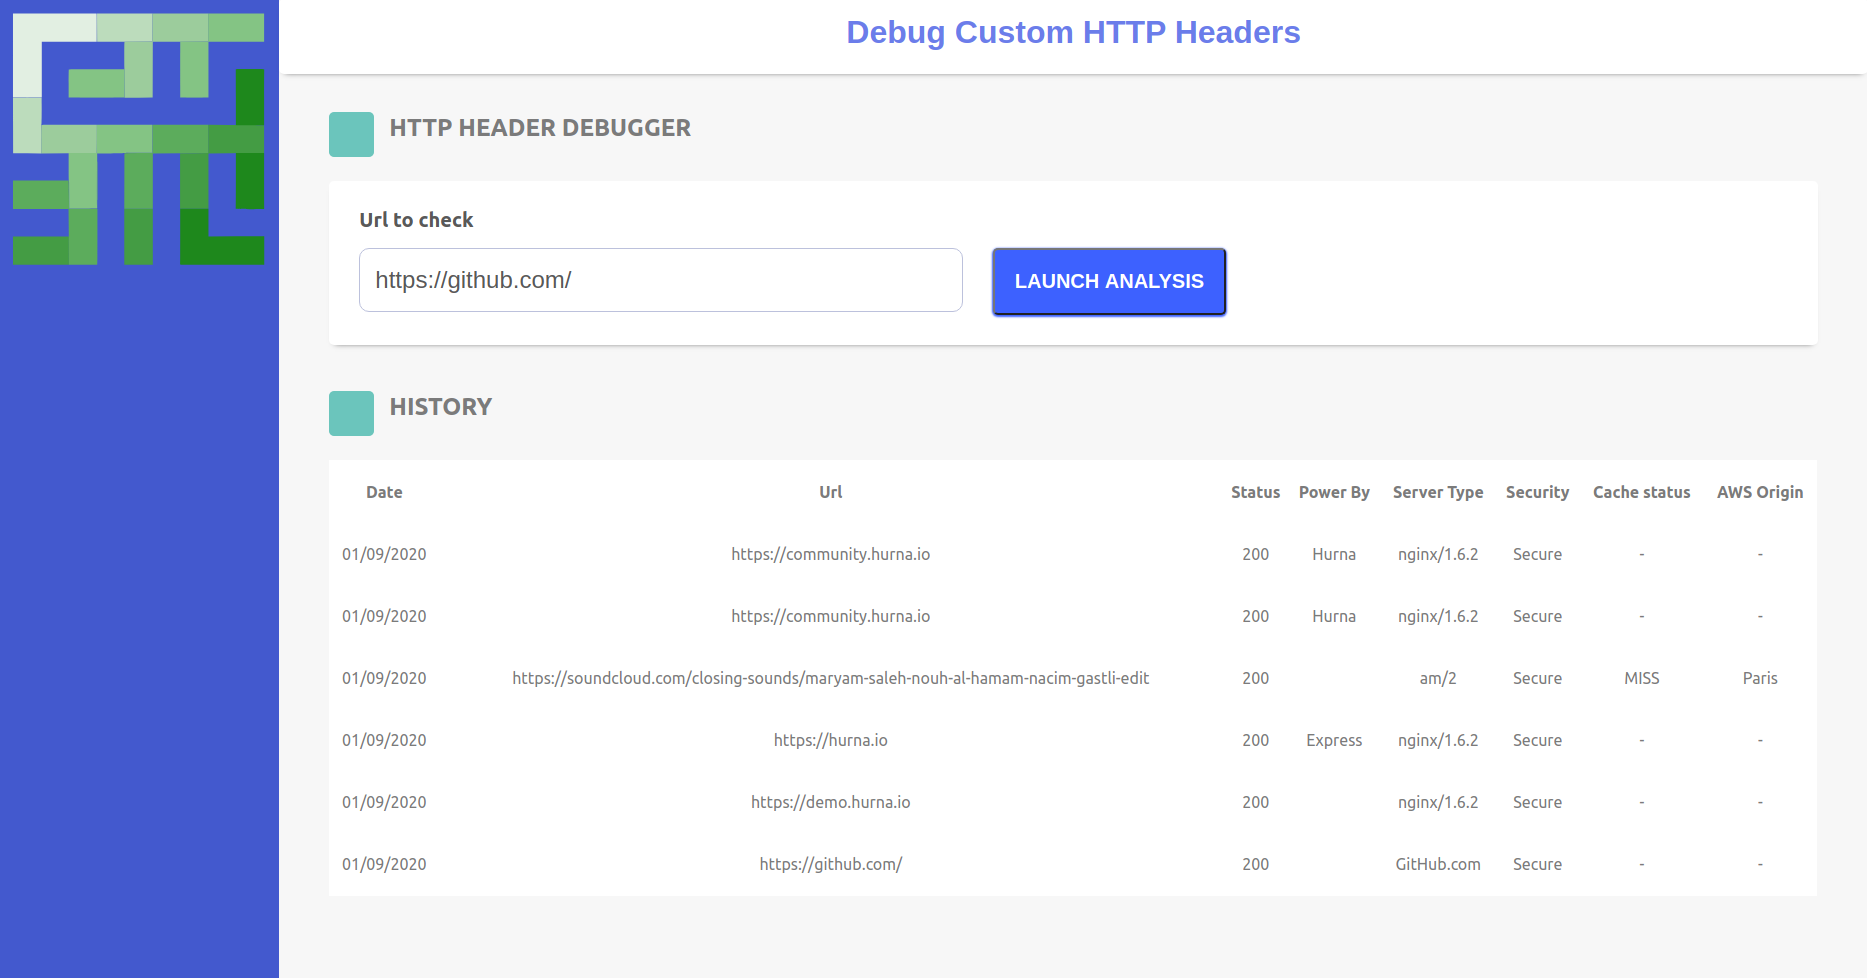 Debug Custom HTTP Headers
HTTP HEADER DEBUGGER
Url to check
https://github.com/
LAUNCH ANALYSIS
HISTORY
Date Url Status Power By Server Type Security Cache status AWS Origin
01/09/2020 https://community.hurna.io 200 Hurna nginx/1.6.2 Secure - -
01/09/2020 https://community.hurna.io 200 Hurna nginx/1.6.2 Secure - -
01/09/2020 https://soundcloud.com/closing-sounds/maryam-saleh-nouh-al-hamam-nacim-gastli-edit 200 am/2 Secure MISS Paris
01/09/2020 https://hurna.io 200 Express nginx/1.6.2 Secure - -
01/09/2020 https://demo.hurna.io 200 nginx/1.6.2 Secure - -
01/09/2020 https://github.com/ 200 GitHub.com Secure - -